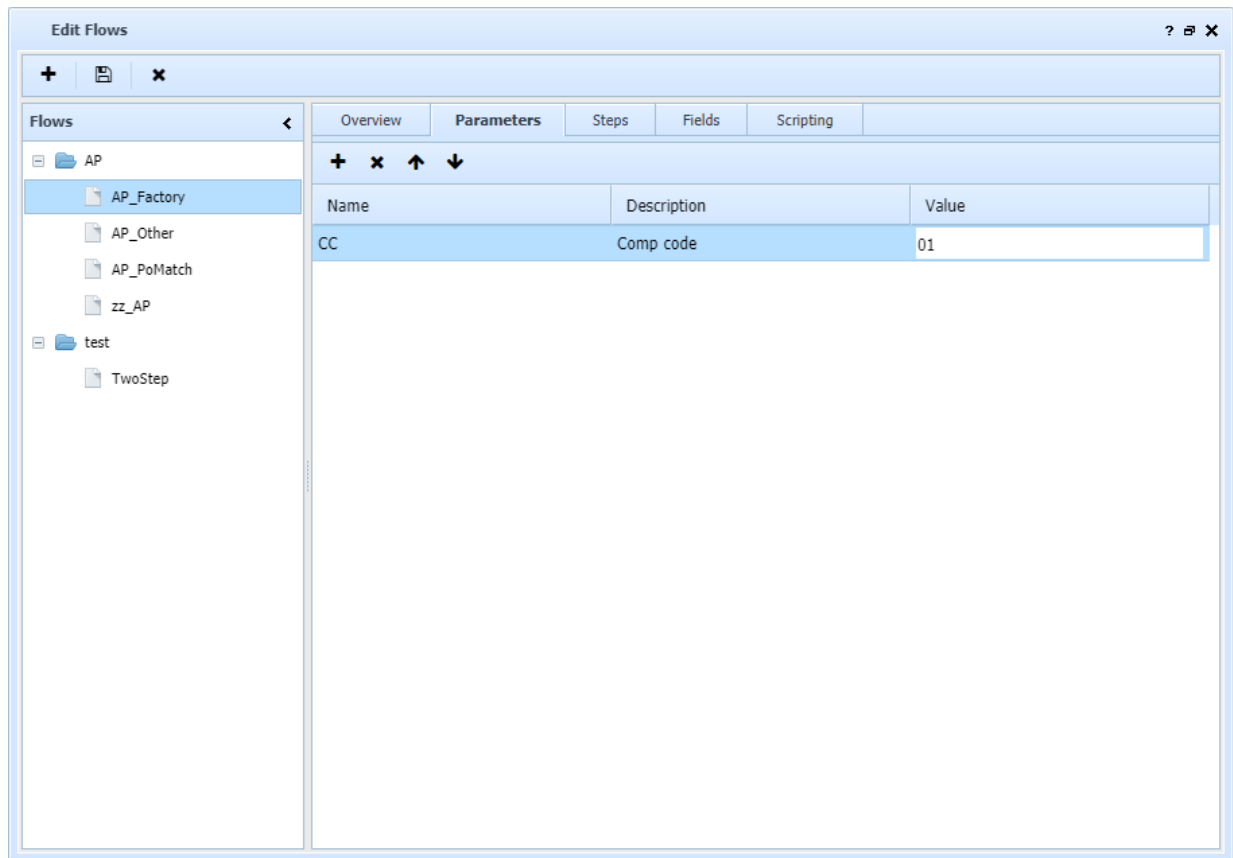 Edit Flows
?
Flows
Overview Parameters Steps Fields Scripting
AP
AP_Factory
AP_Other
AP_PoMatch
zz_AP
test
TwoStep
Name Description Value
CC Comp code 01